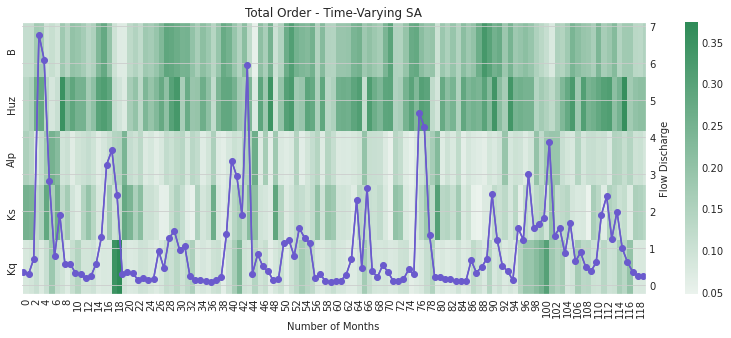 Total Order - Time-Varying SA
B
Huz
Alp
Ks
Kq
7
6
5
4
3
2
1
0
Flow Discharge
0.35
0.30
0.25
0.20
0.15
0.10
0.05
0 2 4 6 8 10 12 14 16 18 20 22 24 26 28 30 32 34 36 38 40 42 44 46 48 50 52 54 56 58 60 62 64 66 68 70 72 74 76 78 80 82 84 86 88 90 92 94 96 98 100 102 104 106 108 110 112 114 116 118
Number of Months